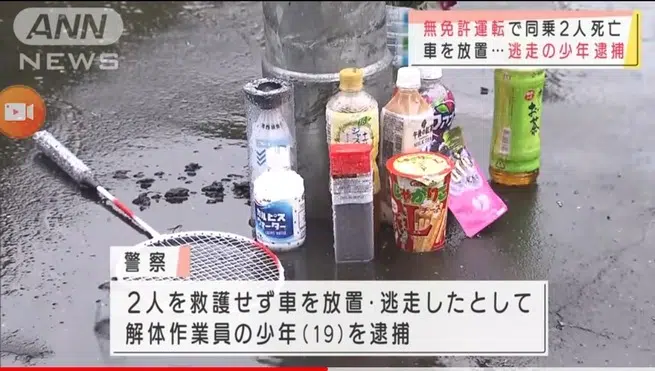 ANN
NEWS
無免許運転で同乗2人死亡
車を放置…逃走の少年逮捕
カルピス
ウォーター
お〜いお茶
警察
2人を救護せず車を放置・逃走したとして
解体作業員の少年(19)を逮捕